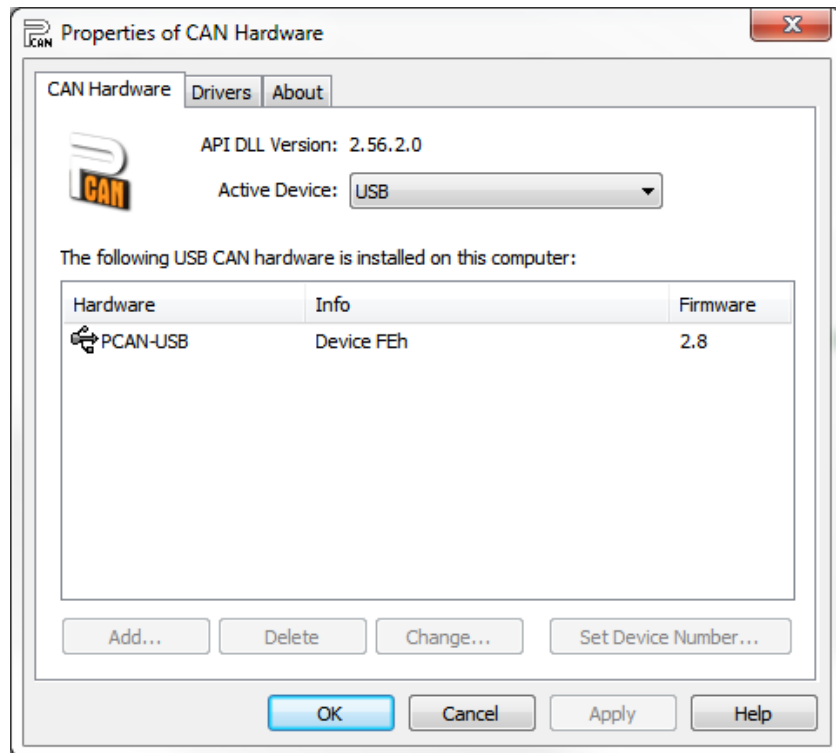 PCAN Properties of CAN Hardware
CAN Hardware Drivers About
PCAN
API DLL Version: 2.56.2.0
Active Device: USB
The following USB CAN hardware is installed on this computer:
Hardware Info Firmware
PCAN-USB Device FEh 2.8
Add... Delete Change... Set Device Number...
OK Cancel Apply Help